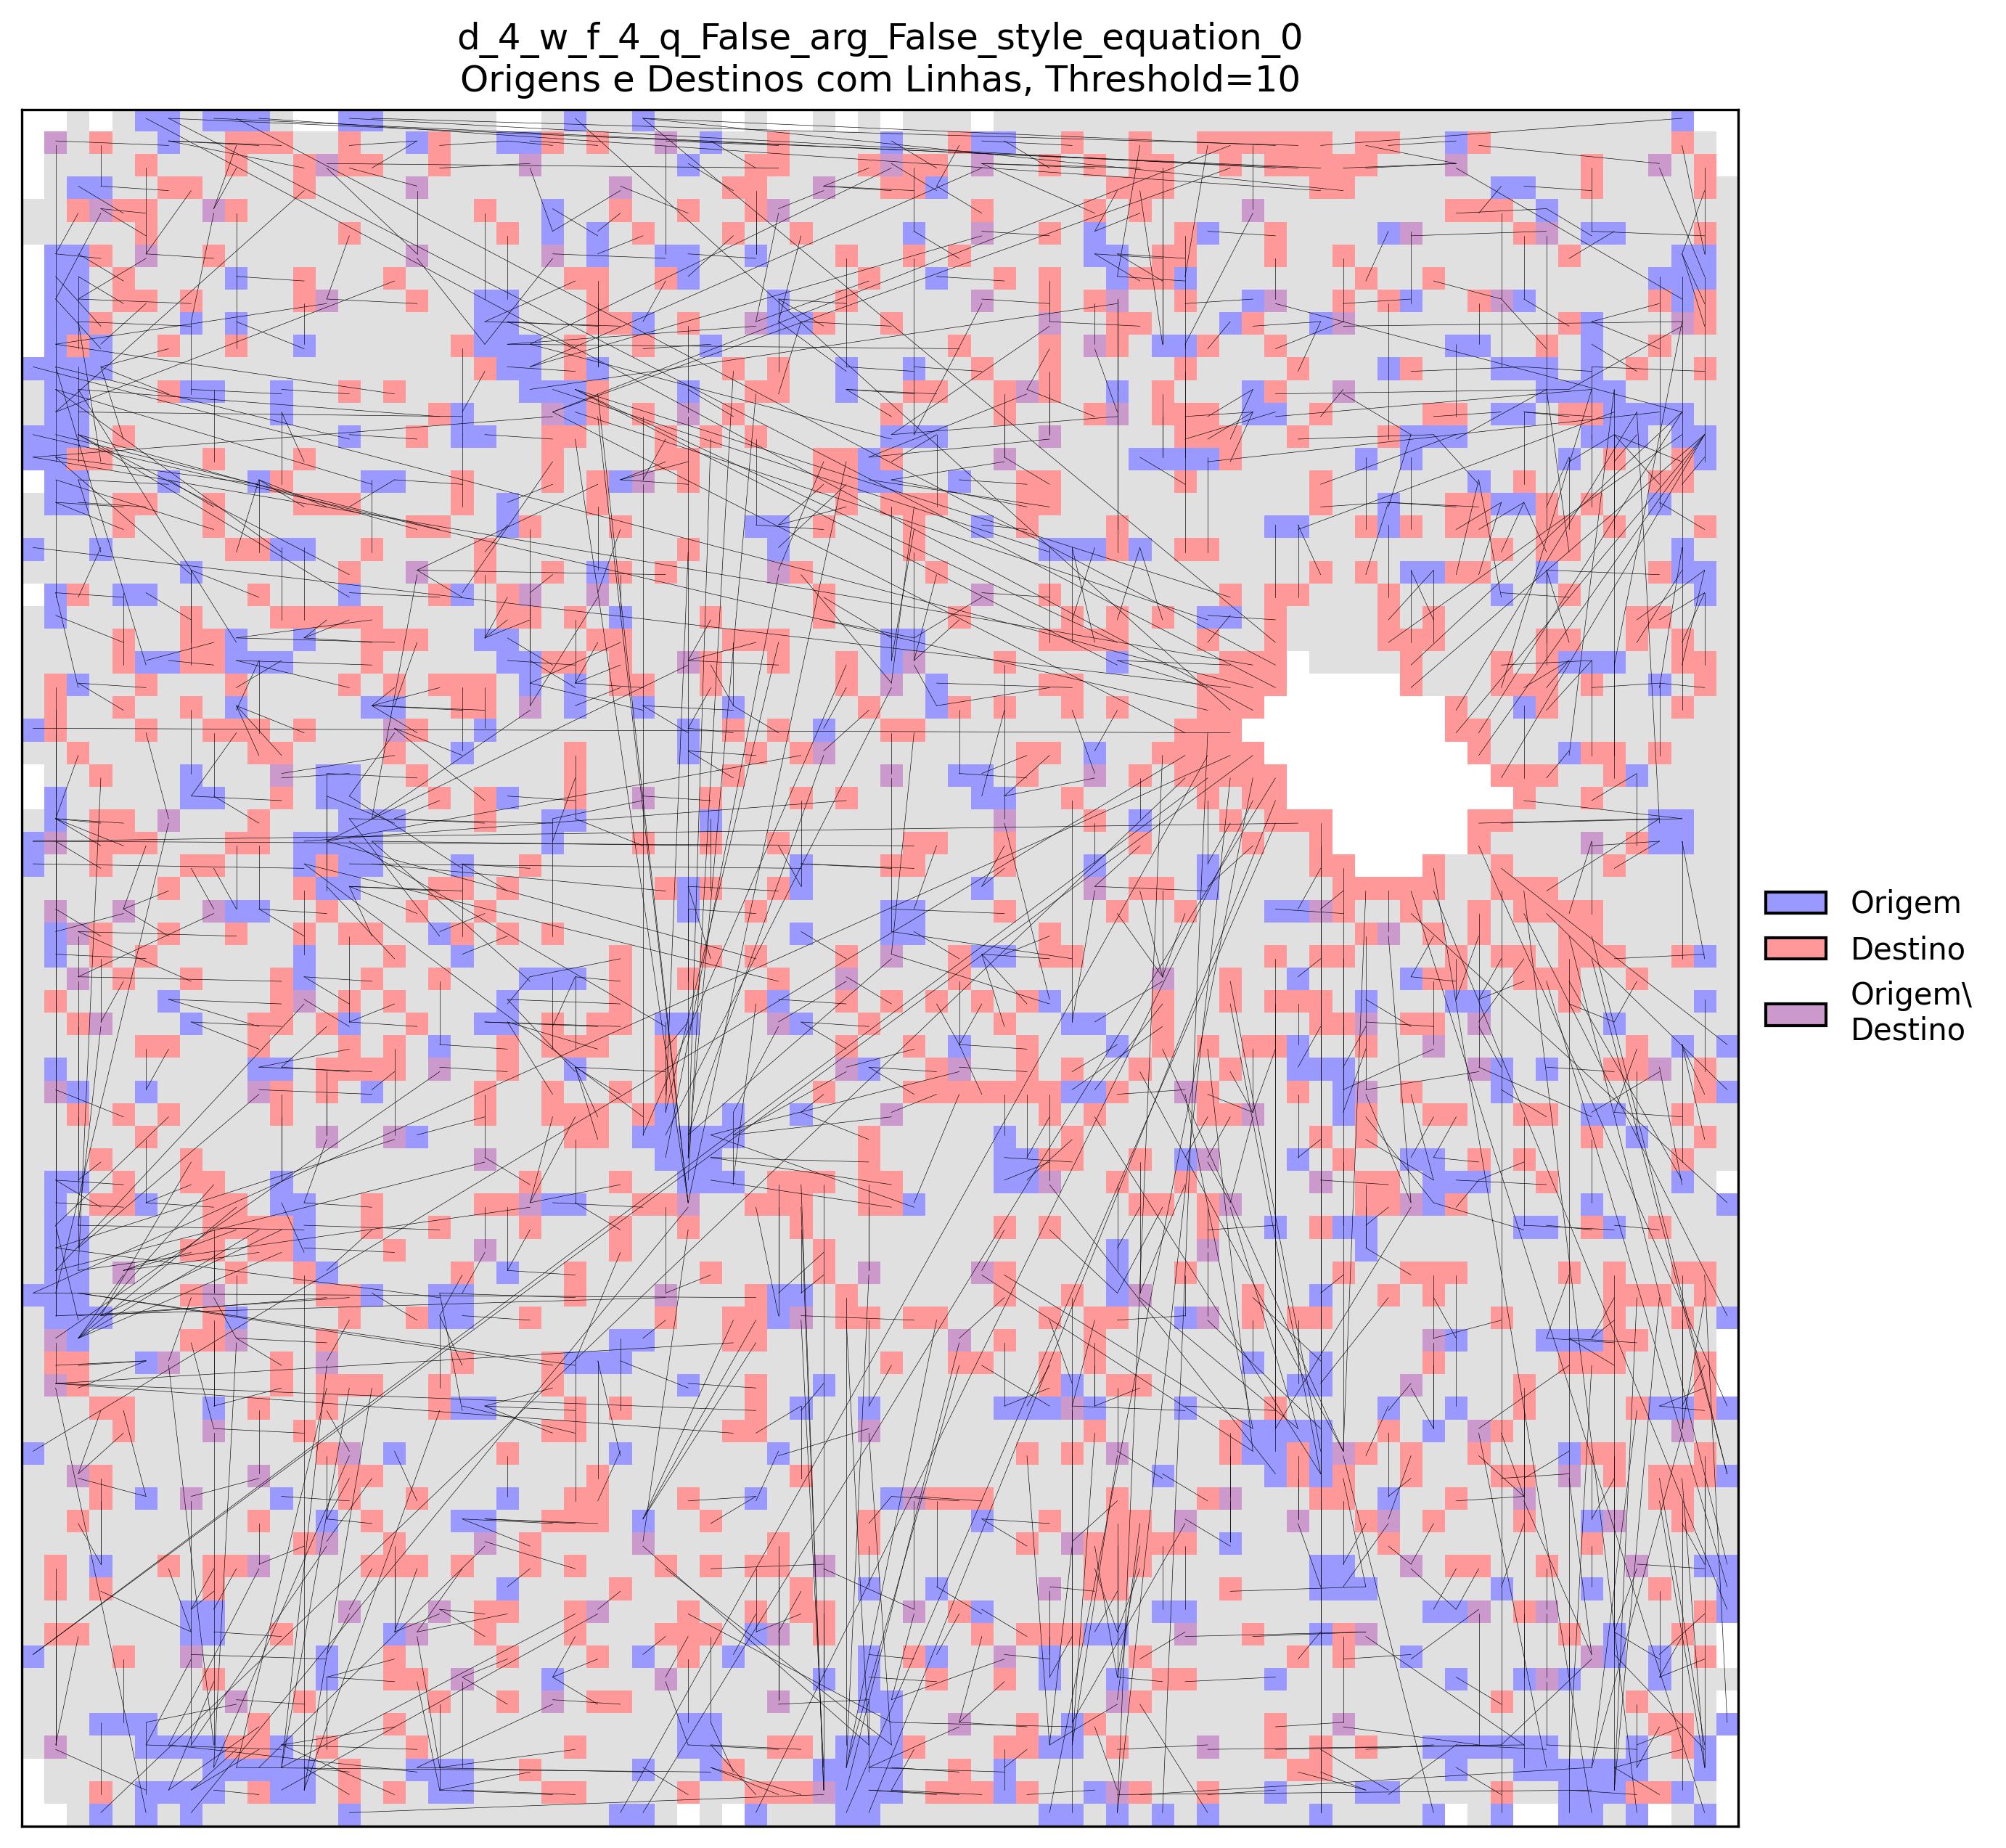 d_4_w_f_4_q_False_arg_False_style_equation_0
Origens e Destinos com Linhas, Threshold=10
Origem
Destino
Origem\
Destino